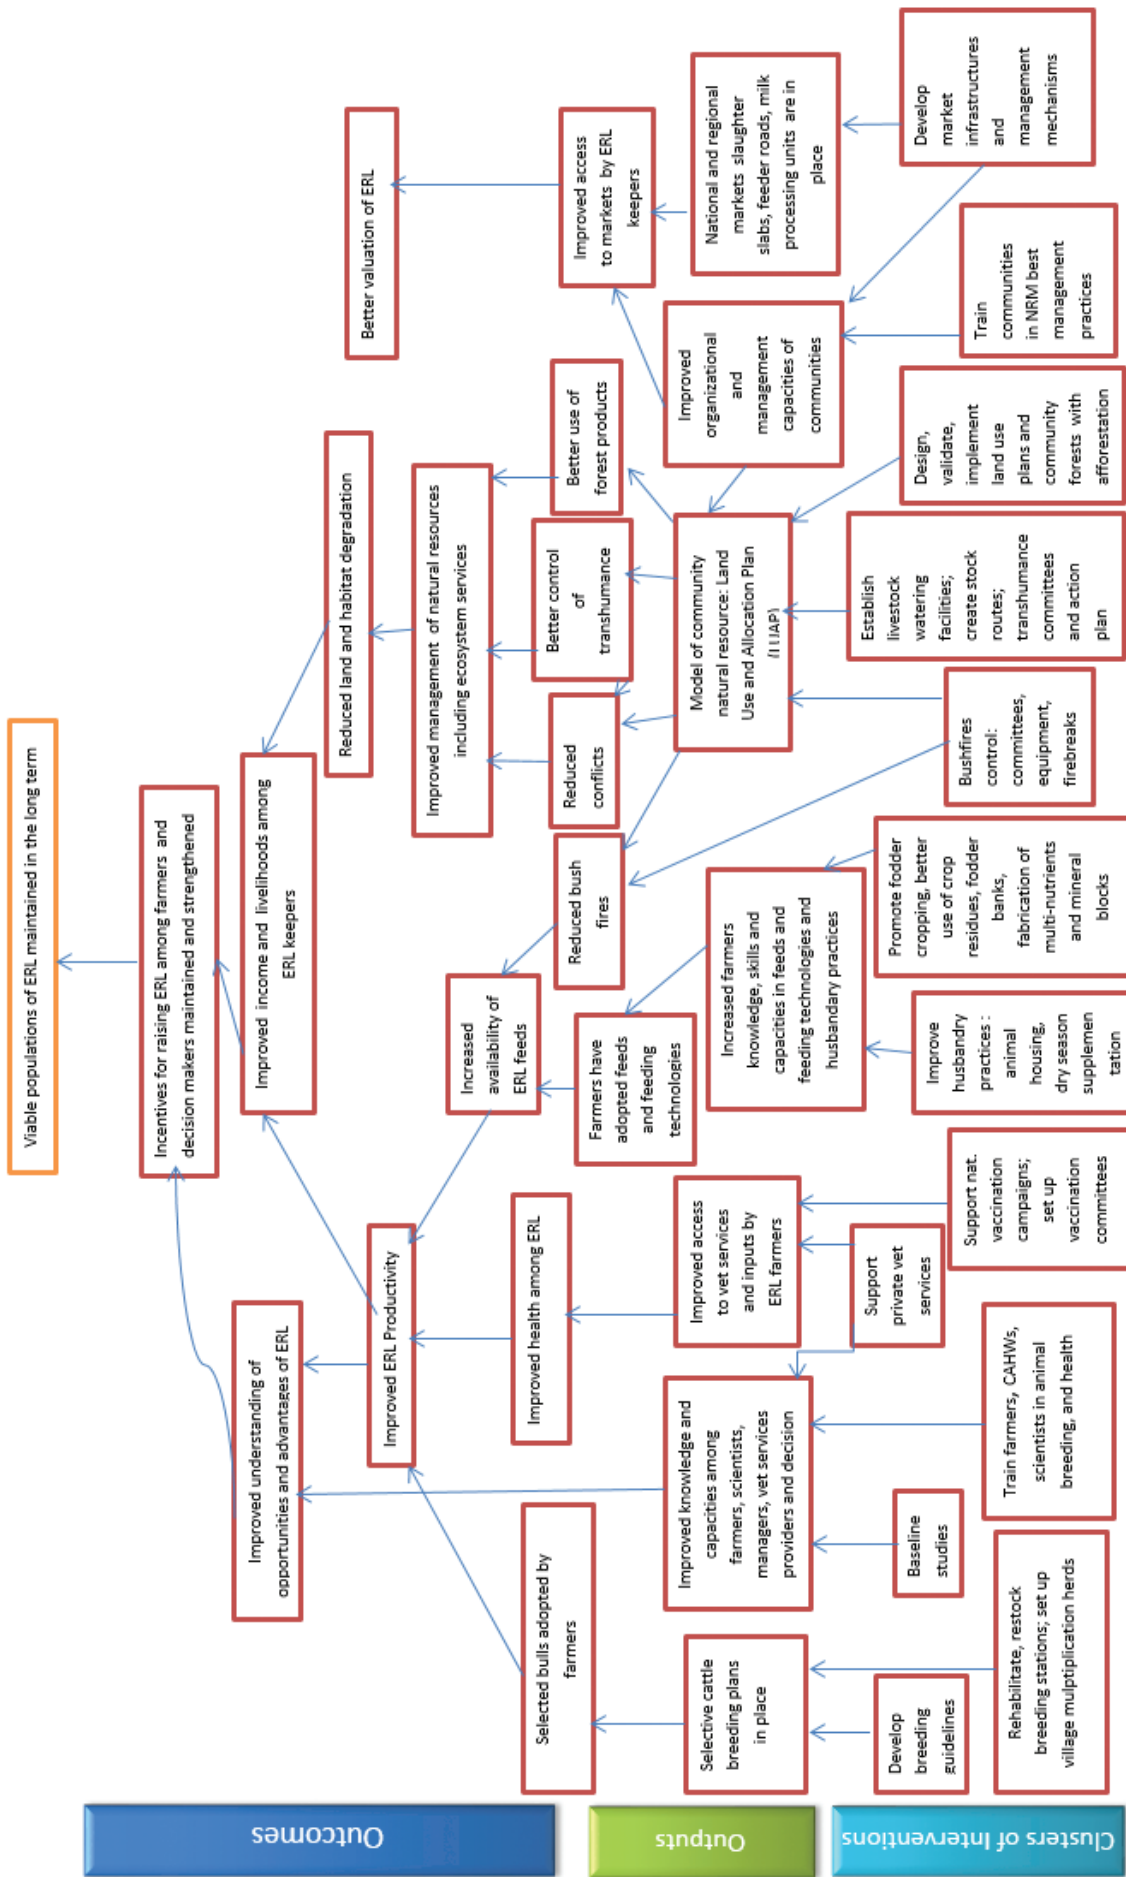 Viable populations of ERL maintained in the long term
Incentives for raising ERL among farmers and
decision makers maintained and strengthened
Improved understanding of
opportunities and advantages of ERL
Improved income and livelihoods among
ERL keepers
Reduced land and habitat degradation
Better valuation of ERL
Improved ERL Productivity
Improved management of natural resources
including ecosystem services
Increased
availability of
ERL feeds
Selected bulls adopted by
farmers
Improved health among ERL
Reduced bush
fires
Reduced
conflicts
Better control
of
transhumance
Better use of
forest products
Improved access
to markets by ERL
keepers
Farmers have
adopted feeds
and feeding
technologies
Selective cattle
breeding plans
in place
Improved knowledge and
capacities among
farmers, scientists,
managers, vet services
providers and decision
Improved access
to vet services
and inputs by
ERL farmers
Increased farmers
knowledge, skills and
capacities in feeds and
feeding technologies and
husbandary practices
Model of community
natural resource: Land
Use and Allocation Plan
Improved
organizational
and
management
capacities of
communities
National and regional
markets slaughter
slabs, feeder roads, milk
processing units are in
place
Develop
breeding
guidelines
Rehabilitate, restock
breeding stations; set up
village mulptiplication herds
Baseline
studies
Train farmers, CAHWs,
scientists in animal
breeding, and health
Support
private vet
services
Support nat.
vaccination
campaigns;
set up
vaccination
committees
Improve
husbandry
practices :
animal
housing,
dry season
supplemen
tation
Promote fodder
cropping, better
use of crop
residues, fodder
banks,
fabrication of
multi-nutrients
and mineral
blocks
Bushfires
control:
committees,
equipment,
firebreaks
Establish
livestock
watering
facilities;
create stock
routes;
transhumance
committees
and action
plan
Design,
validate,
implement
land use
plans and
community
forests with
afforestation
Train
communities
in NRM best
management
practices
Develop
market
infrastructures
and
management
mechanisms
Outcomes
Outputs
Clusters of Interventions